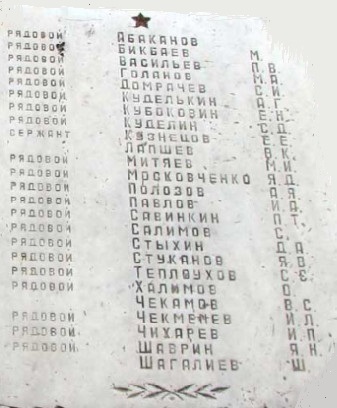 РЯДОВОЙ АБАКАНОВ
РЯДОВОЙ БИКБАЕВ М.
РЯДОВОЙ ВАСИЛЬЕВ П.В.
РЯДОВОЙ ГОЛАНОВ М.А.
РЯДОВОЙ ДОМРАЧЕВ С.И.
РЯДОВОЙ КУДЕЛЬКИН А.Г.
РЯДОВОЙ КУБОКОВИН Е.Н.
РЯДОВОЙ КУДЕЛИН С.Д.
СЕРЖАНТ КУЗНЕЦОВ Е.Е.
ЛАПШЕВ В.К.
РЯДОВОЙ МИТЯЕВ М.И.
РЯДОВОЙ МРСКОВЧЕНКО Я.Д.
РЯДОВОЙ ПОЛОЗОВ А.Я.
РЯДОВОЙ ПАВЛОВ И.А.
РЯДОВОЙ САВИНКИН П.Т.
РЯДОВОЙ САЛИМОВ С.
РЯДОВОЙ СТЫХИН Д.А.
РЯДОВОЙ СТУКАНОВ Я.В.
РЯДОВОЙ ТЕПЛОУХОВ С.Е.
РЯДОВОЙ ХАЛИМОВ О
ЧЕКАМОВ В.С.
РЯДОВОЙ ЧЕКМЕНЕВ И.Л.
РЯДОВОЙ ЧИХАРЕВ И.П.
РЯДОВОЙ ШАВРИН Я.Н.
ШАГАЛИЕВ Ш